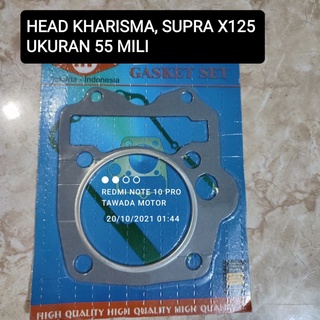 HEAD KHARISMA, SUPRA X125
UKURAN 55 MILI
Indonesia
GASKET SET
REDMI NOTE 10 PRO
TAWADA MOTOR
20/10/2021 01:44
HIGH QUALITY HIGH QUALITY HIGH QUALITY